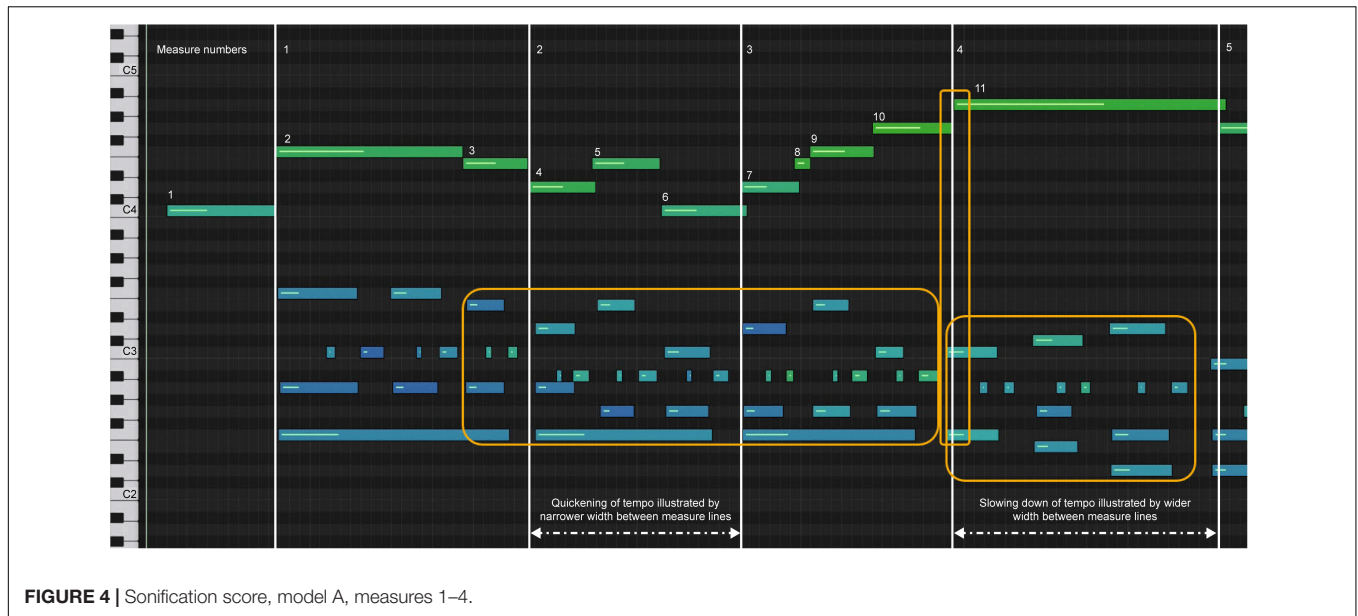 Measure numbers 1 2 3 4 5
C5
11
10
2 9
3 5 8
4 7
1 6
C4
C3
C2
Quickening of tempo illustrated by
narrower width between measure lines
Slowing down of tempo illustrated by wider
width between measure lines
FIGURE 4 | Sonification score, model A, measures 1–4.